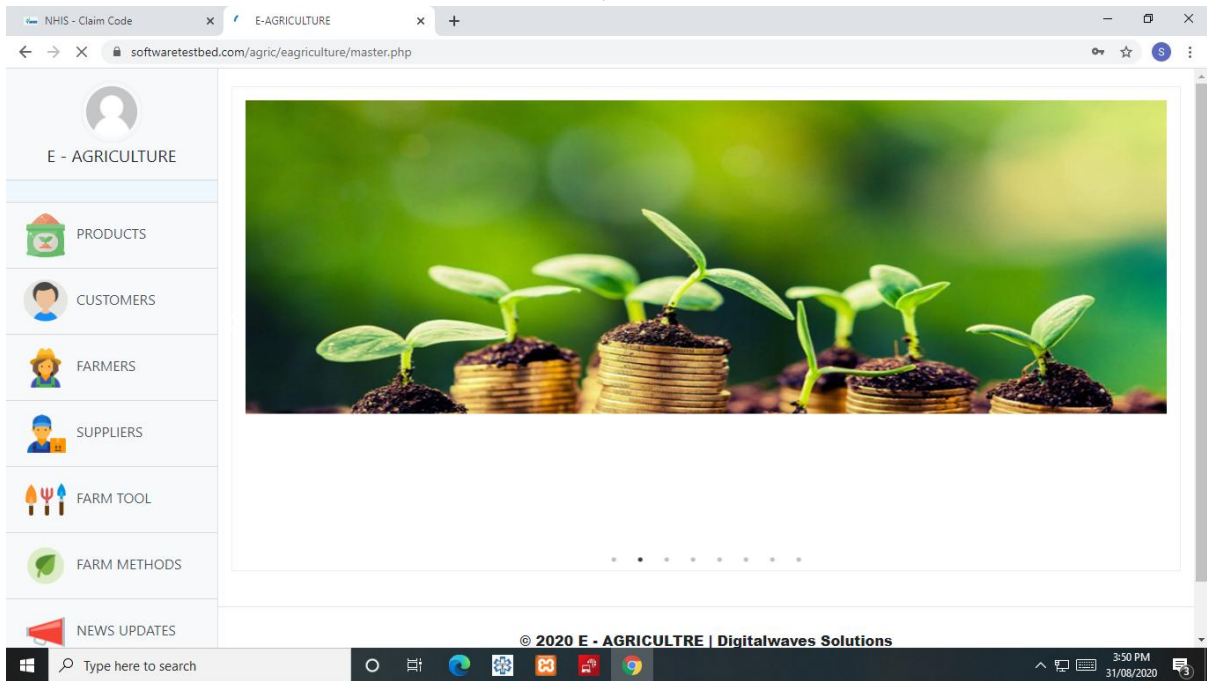 NHIS - Claim Code
E-AGRICULTURE
softwaretestbed.com/agric/eagriculture/master.php
S
E - AGRICULTURE
PRODUCTS
CUSTOMERS
FARMERS
SUPPLIERS
FARM TOOL
FARM METHODS
NEWS UPDATES
© 2020 E - AGRICULTRE | Digitalwaves Solutions
Type here to search
3:50 PM
31/08/2020
3